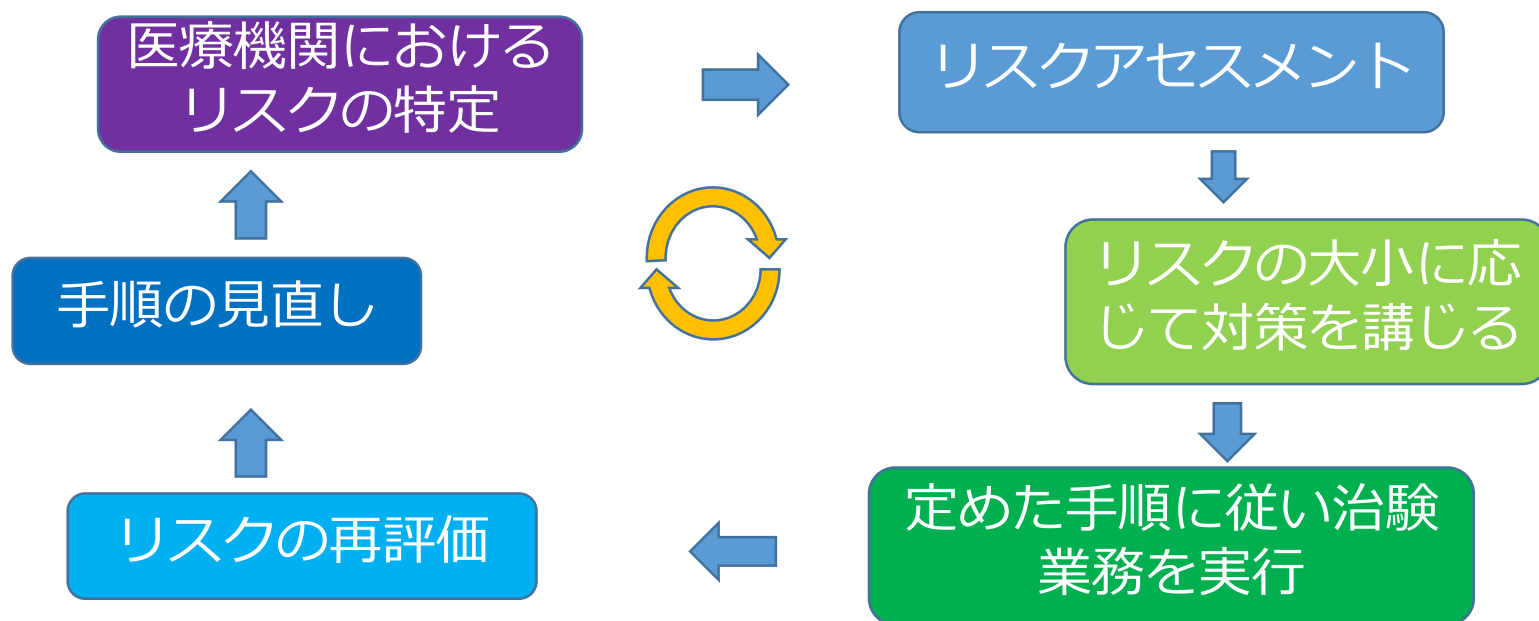 医療機関における
リスクの特定
リスクアセスメント
リスクの大小に応
じて対策を講じる
定めた手順に従い治験
業務を実行
リスクの再評価
手順の見直し